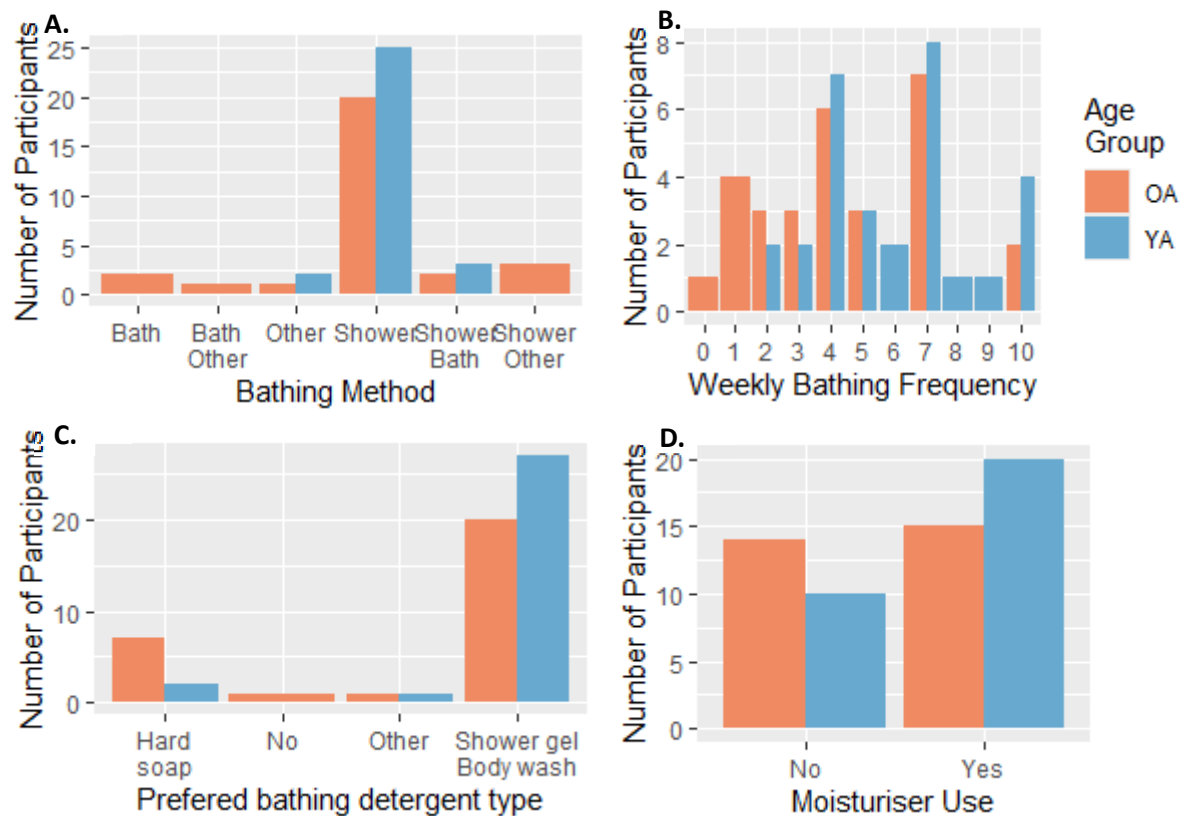 A.
Number of Participants
25
20
15
10
5
0
Bath
Bath
Other
Other
Shower
Shower
Bath
Shower
Other
Bathing Method
B.
Number of Participants
8
6
4
2
0
0 1 2 3 4 5 6 7 8 9 10
Weekly Bathing Frequency
Age
Group
OA
YA
C.
Number of Participants
20
10
0
Hard
soap
No
Other
Shower gel
Body wash
Prefered bathing detergent type
D.
Number of Participants
20
15
10
5
0
No
Yes
Moisturiser Use